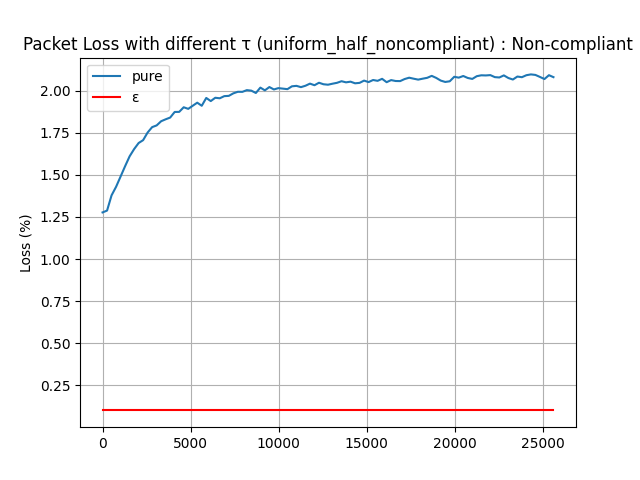 Packet Loss with different τ (uniform_half_noncompliant) : Non-compliant
pure
ε
Loss (%)
2.00
1.75
1.50
1.25
1.00
0.75
0.50
0.25
0 5000 10000 15000 20000 25000